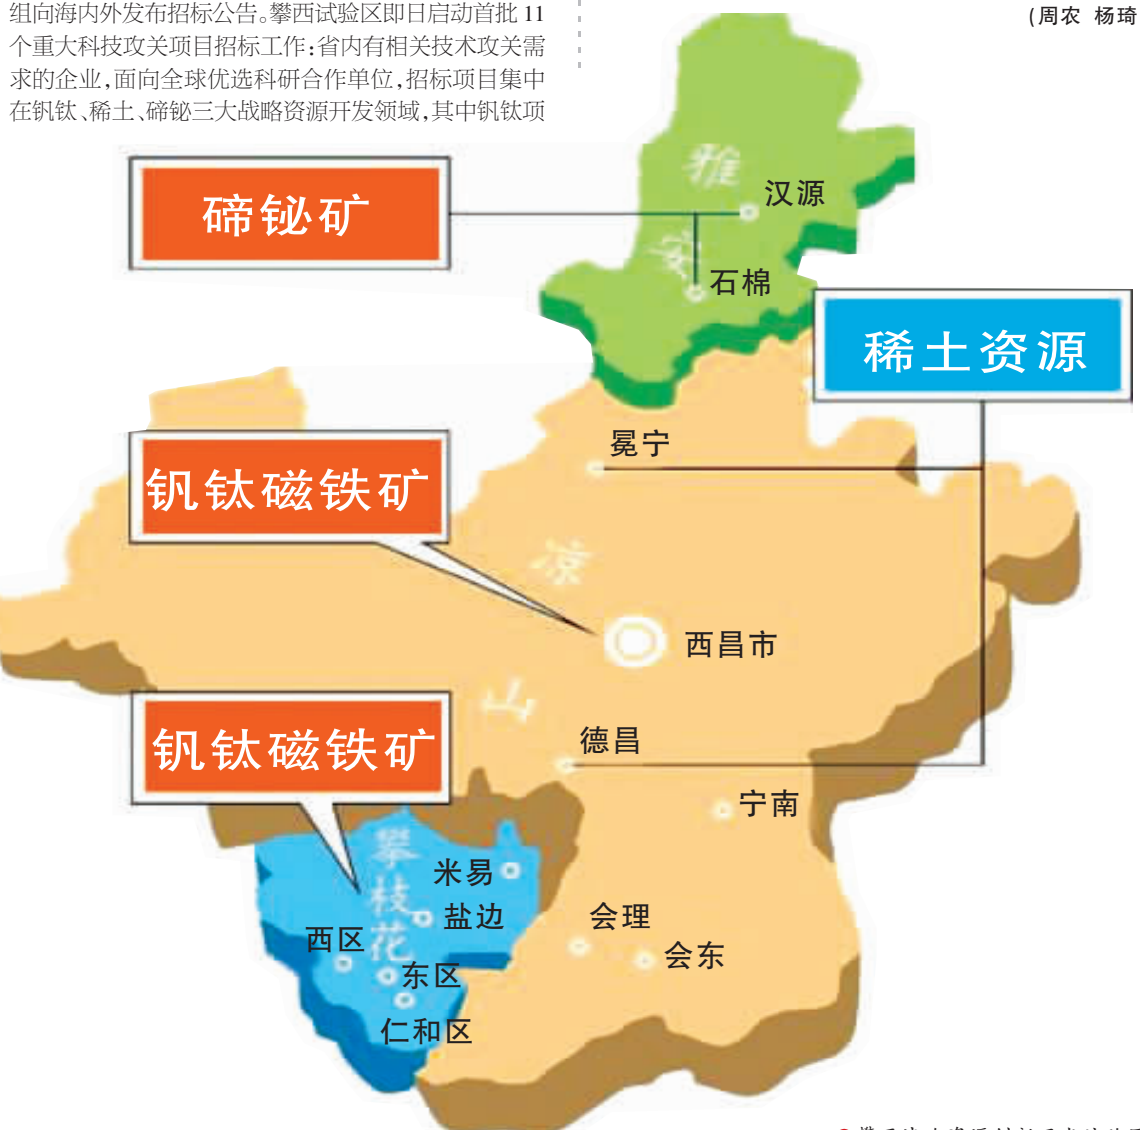 组向海内外发布招标公告。攀西试验区即日启动首批 11
个重大科技攻关项目招标工作:省内有相关技术攻关需
求的企业,面向全球优选科研合作单位,招标项目集中
在钒钛、稀土、碲铋三大战略资源开发领域,其中钒钛项
(周农 杨琦
雅
安
碲铋矿
汉源
石棉
稀土资源
冕宁
钒钛磁铁矿
凉
山
西昌市
德昌
钒钛磁铁矿
宁南
攀
枝
花
米易
盐边
西区
东区
仁和区
会理
会东